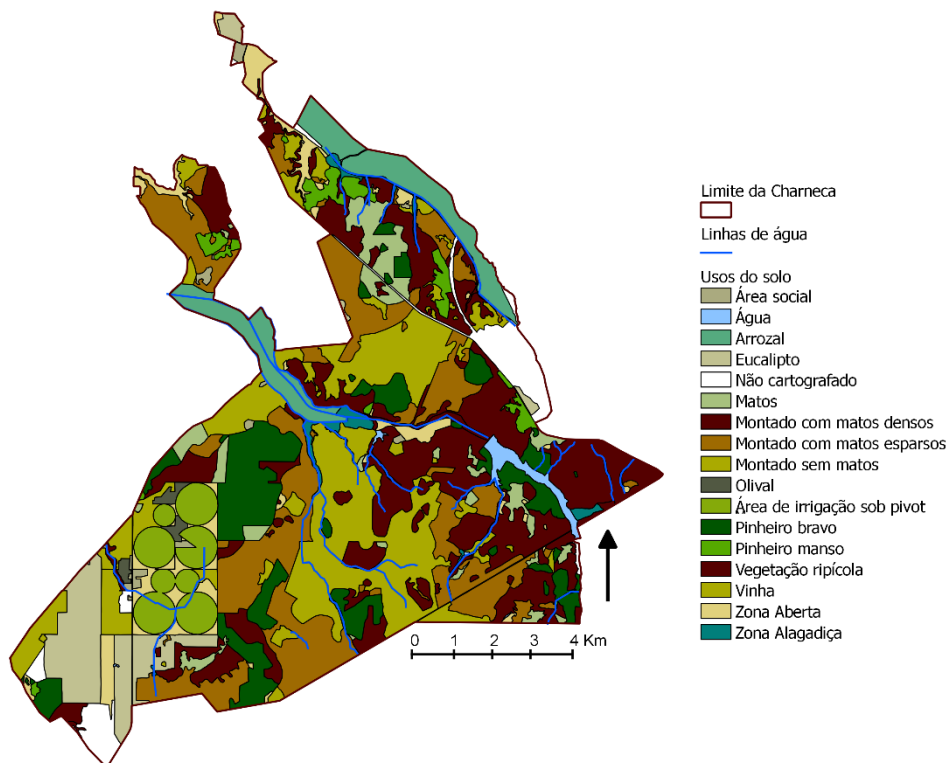 Limite da Charneca
Linhas de água
Usos do solo
Área social
Água
Arrozal
Eucalipto
Não cartografado
Matos
Montado com matos densos
Montado com matos esparsos
Montado sem matos
Olival
Área de irrigação sob pivot
Pinheiro bravo
Pinheiro manso
Vegetação ripícola
Vinha
Zona Aberta
Zona Alagadiça
0 1 2 3 4 Km